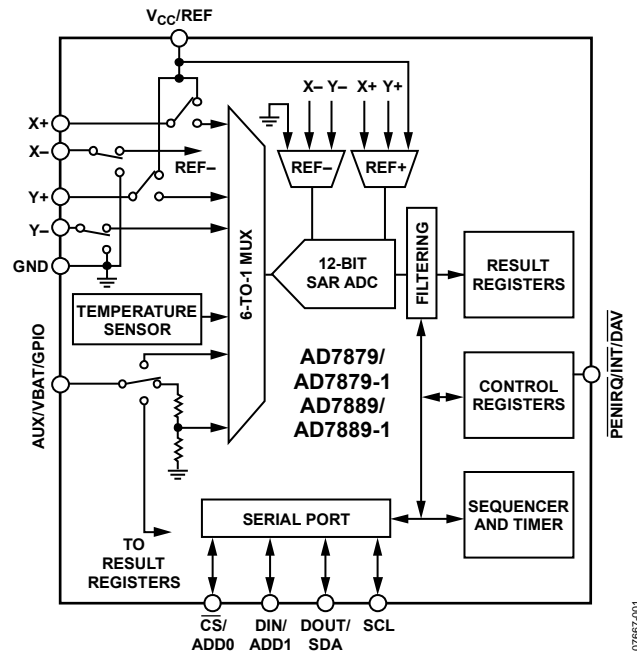 VCC/REF
X– Y– X+ Y+
X+
X–
REF–
Y+
Y–
GND
REF–
REF+
6-TO-1 MUX
12-BIT
SAR ADC
FILTERING
RESULT
REGISTERS
TEMPERATURE
SENSOR
AUX/VBAT/GPIO
AD7879/
AD7879-1
AD7889/
AD7889-1
CONTROL
REGISTERS
PENIRQ/INT/DAV
SEQUENCER
AND TIMER
SERIAL PORT
TO
RESULT
REGISTERS
CS/
ADD0
DIN/
ADD1
DOUT/
SDA
SCL
07667-001